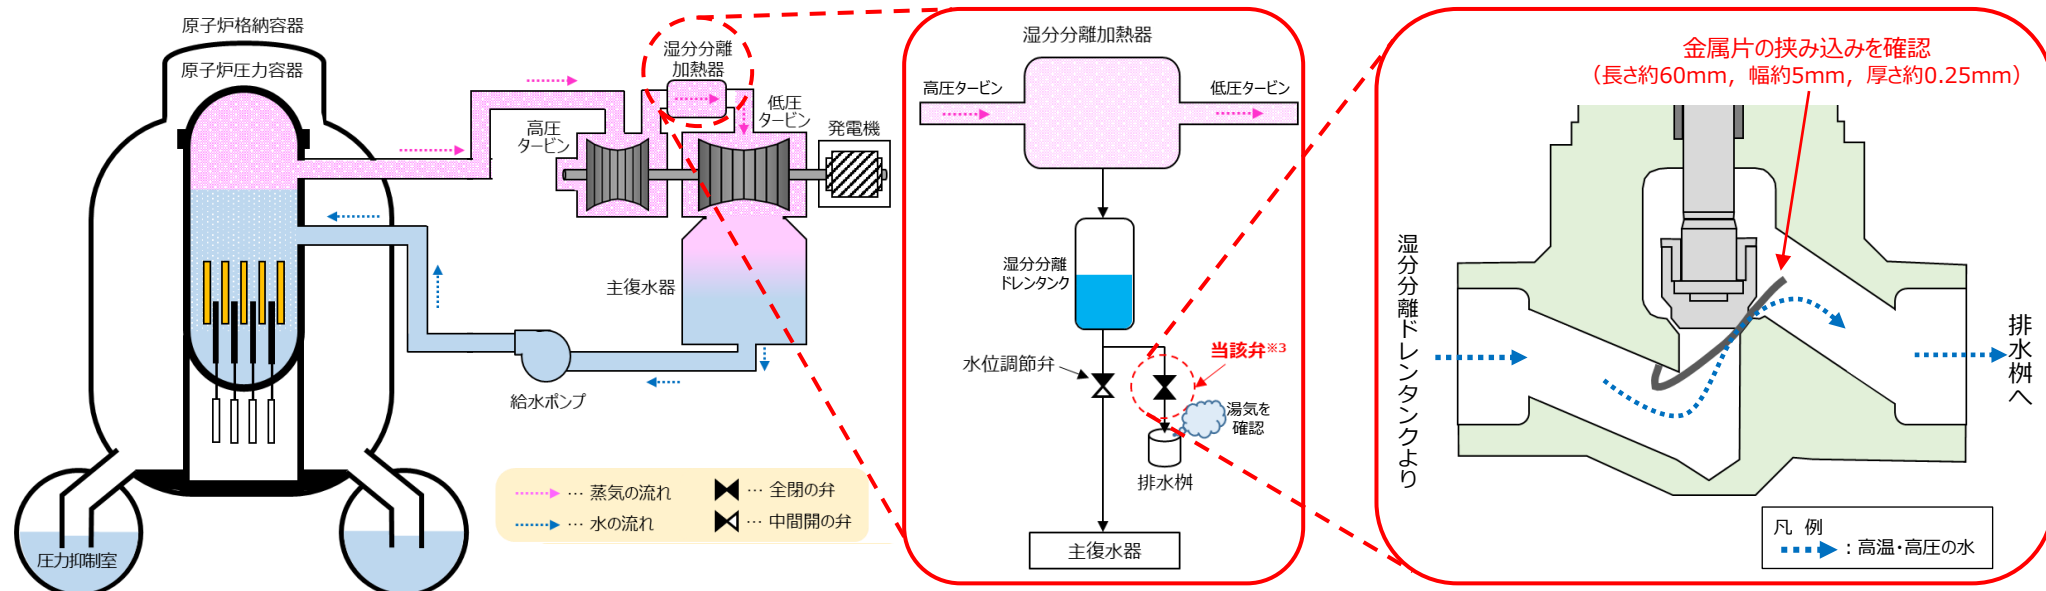 原子炉格納容器
原子炉圧力容器
湿分分離
加熱器
高圧
タービン
低圧
タービン
発電機
主復水器
給水ポンプ
圧力抑制室
… 蒸気の流れ
… 水の流れ
… 全閉の弁
… 中間開の弁
湿分分離加熱器
高圧タービン
低圧タービン
湿分分離
ドレンタンク
水位調節弁
当該弁※3
湯気を
確認
排水桝
主復水器
金属片の挟み込みを確認
（長さ約60mm，幅約5mm，厚さ約0.25mm）
湿分分離ドレンタンクより
排水桝へ
凡 例
：高温・高圧の水